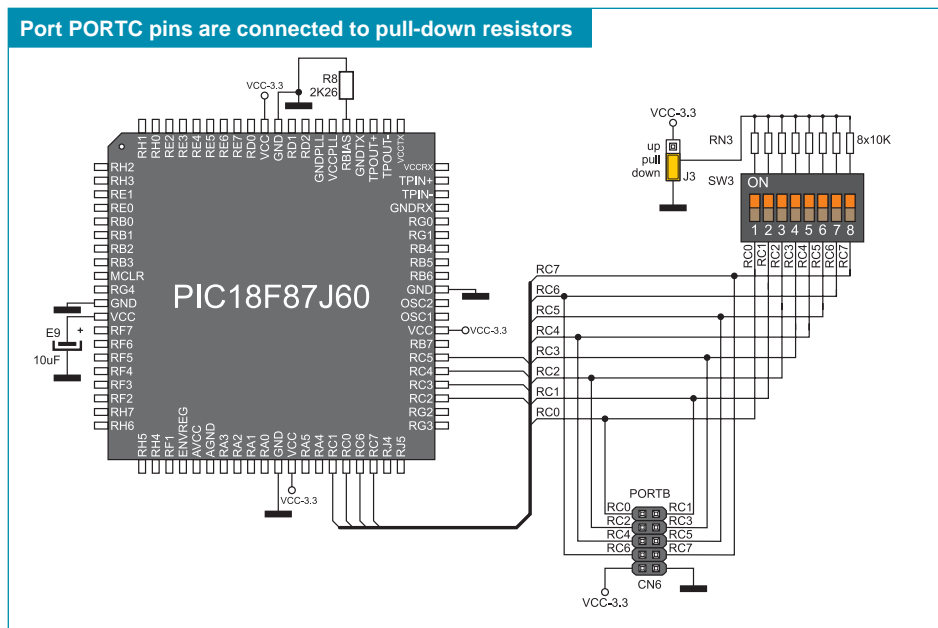 Port PORTC pins are connected to pull-down resistors
VCC-3.3
R8
2K26
RH1
RH0
RE2
RE3
RE4
RE5
RE6
RE7
RD0
VCC
GND
RD1
RD2
GNDPLL
VCCPLL
RBIAS
GNDTX
TPOUT+
TPOUT-
VCCTX
RH2
RH3
RE1
RE0
RB0
RB1
RB2
RB3
MCLR
RG4
GND
VCC
RF7
RF6
RF5
RF4
RF3
RF2
RH7
RH6
E9
+
10uF
PIC18F87J60
VCCRX
TPIN+
TPIN-
GNDRX
RG0
RG1
RB4
RB5
RB6
GND
OSC2
OSC1
VCC
RB7
RC5
RC4
RC3
RC2
RG2
RG3
VCC-3.3
RH5
RH4
RF1
ENVREG
AVCC
AGND
RA3
RA2
RA1
RA0
GND
VCC
RA5
RA4
RC1
RC0
RC6
RC7
RJ4
RJ5
VCC-3.3
VCC-3.3
up
pull
down
J3
RN3
8x10K
SW3
ON
1 2 3 4 5 6 7 8
RC0
RC1
RC2
RC3
RC4
RC5
RC6
RC7
RC7
RC6
RC5
RC4
RC3
RC2
RC1
RC0
PORTB
RC0 RC1
RC2 RC3
RC4 RC5
RC6 RC7
CN6
VCC-3.3